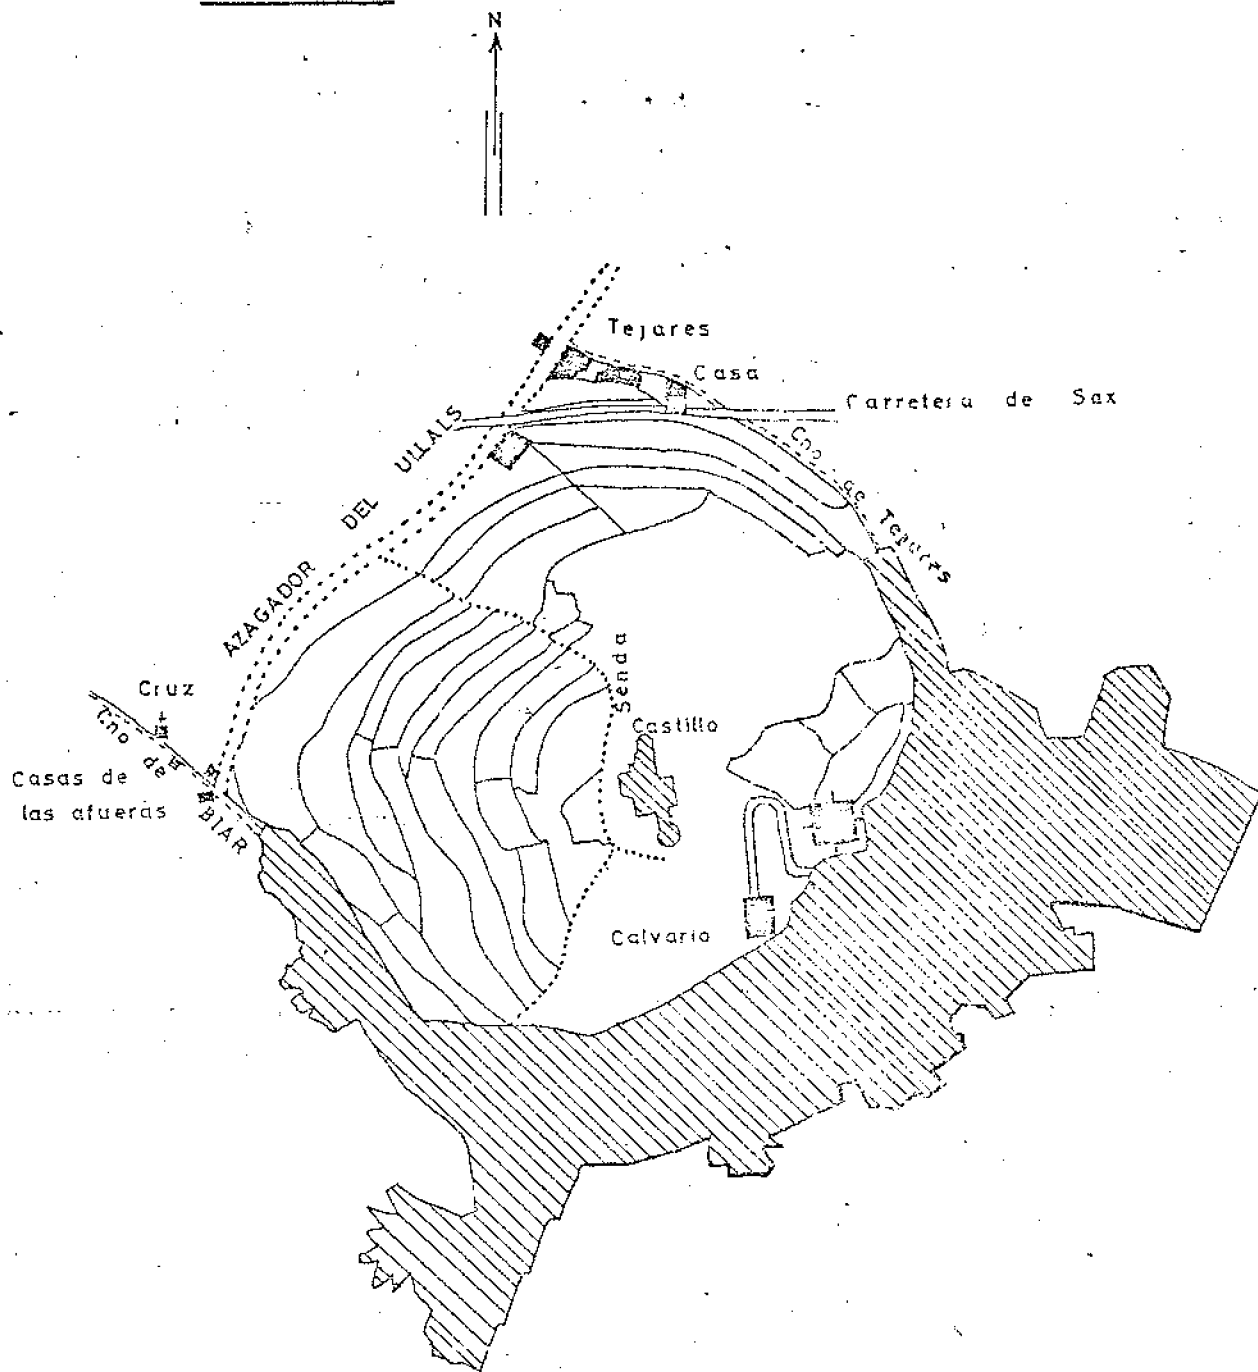 N
Tejares
Casa
Carretera de Sax
Cno. de Tejares
AZAGADOR DEL ULLALS
Senda
Cruz
Castillo
Cno de BIAR
Casas de
las afueras
Calvario